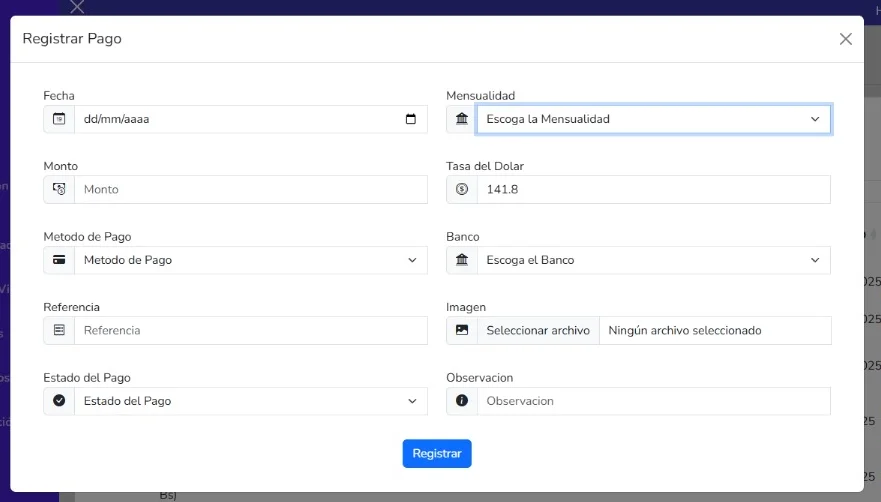 Registrar Pago
Fecha
dd/mm/aaaa
Mensualidad
Escoga la Mensualidad
Monto
Monto
Tasa del Dolar
141.8
Metodo de Pago
Metodo de Pago
Banco
Escoga el Banco
Referencia
Referencia
Imagen
Seleccionar archivo Ningún archivo seleccionado
Estado del Pago
Estado del Pago
Observacion
Observacion
Registrar
Bs)